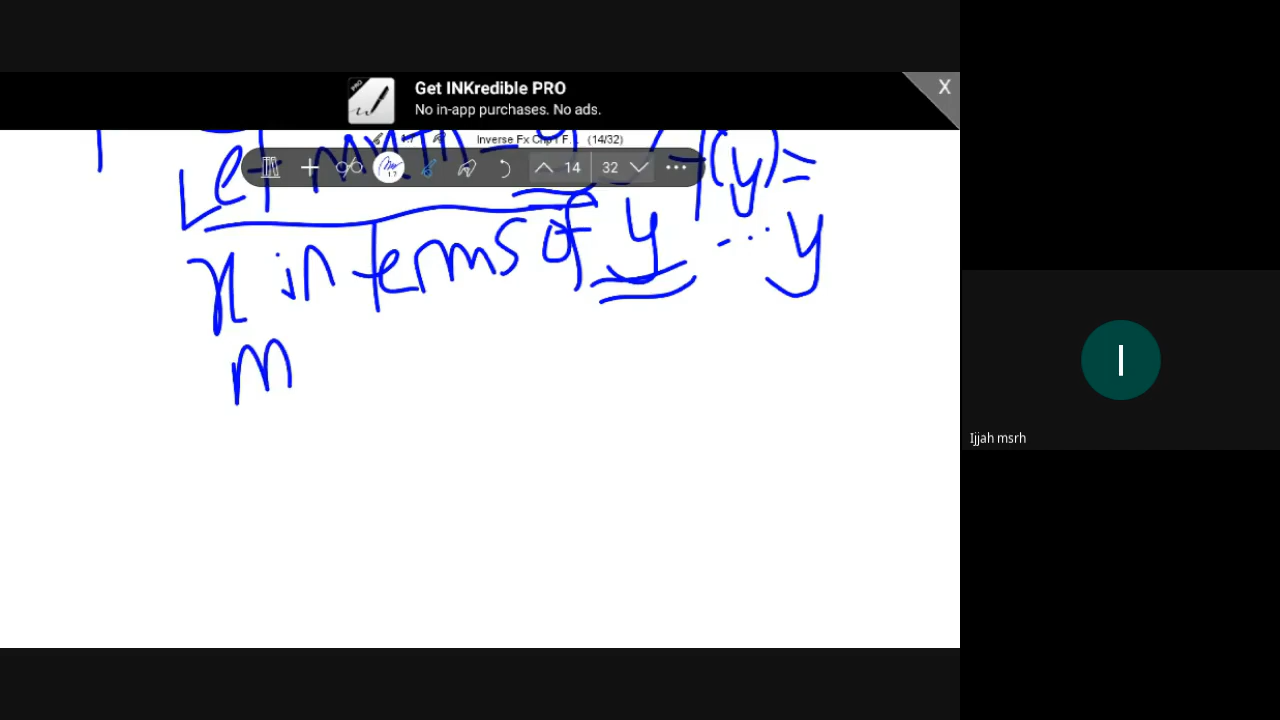 Get INKredible PRO
No in-app purchases. No ads.
X
Inverse Fx Chp1 F... (14/32)
14 32
Let
f(y)=
x in terms of y ... y
m
I
Ijjah msrh